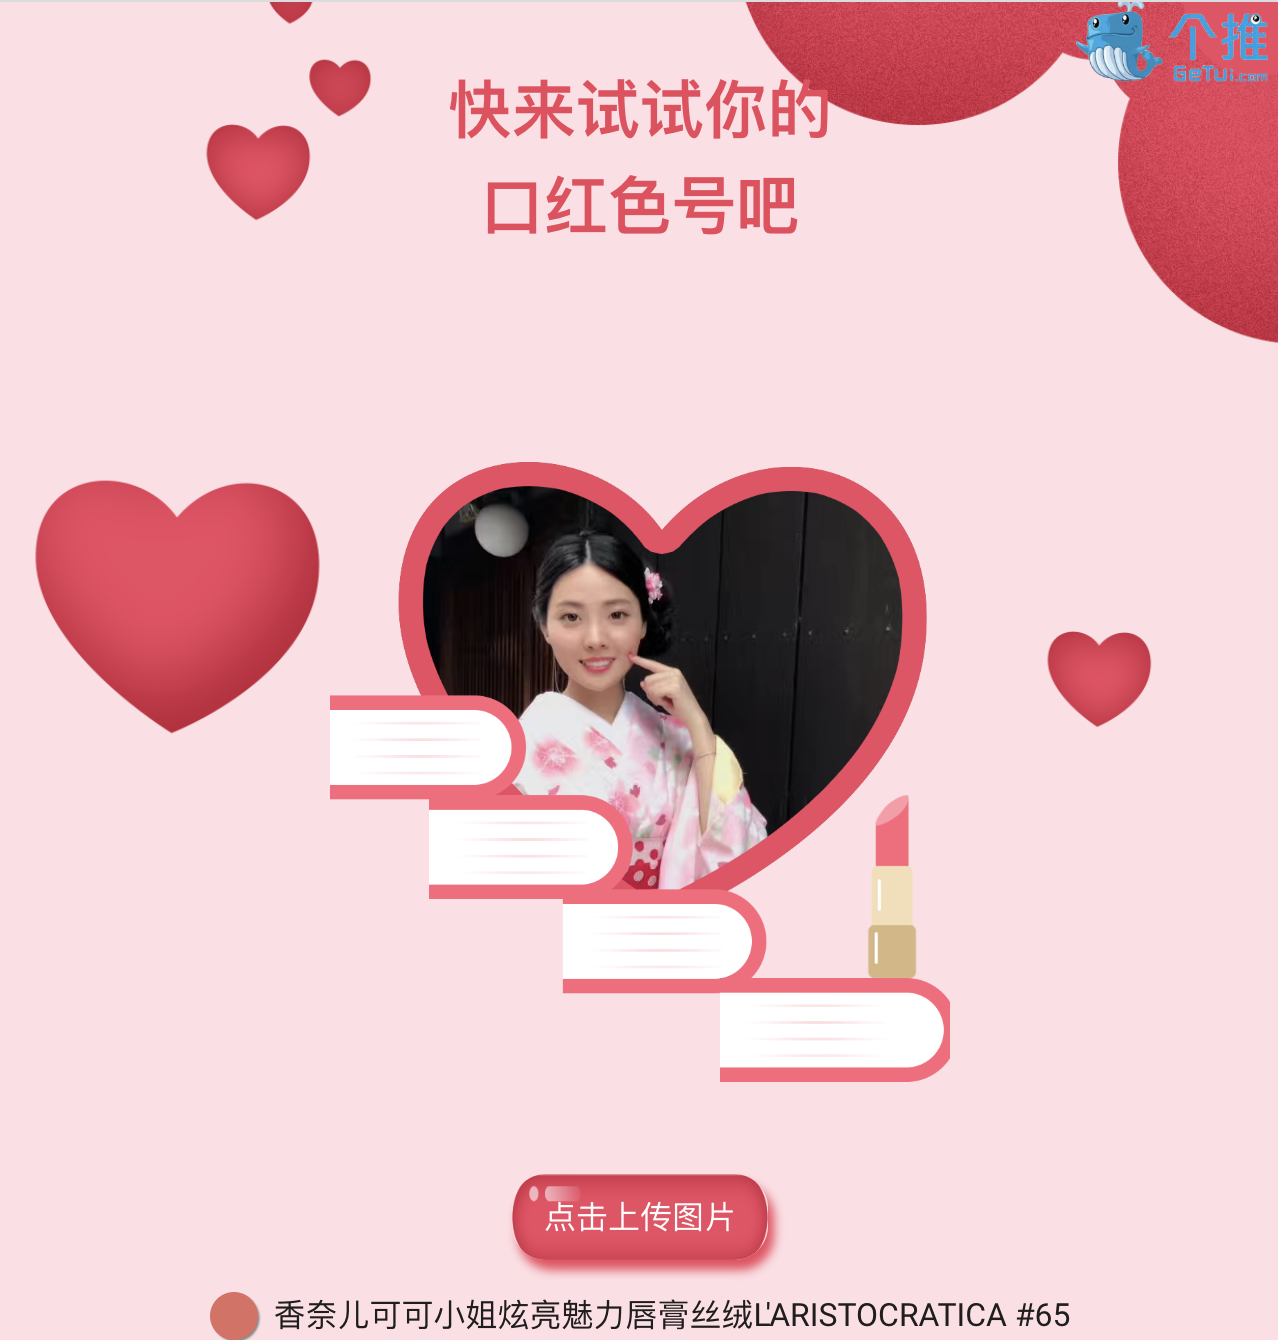 个推
GeTui.com
快来试试你的
口红色号吧
点击上传图片
香奈儿可可小姐炫亮魅力唇膏丝绒L'ARISTOCRATICA #65